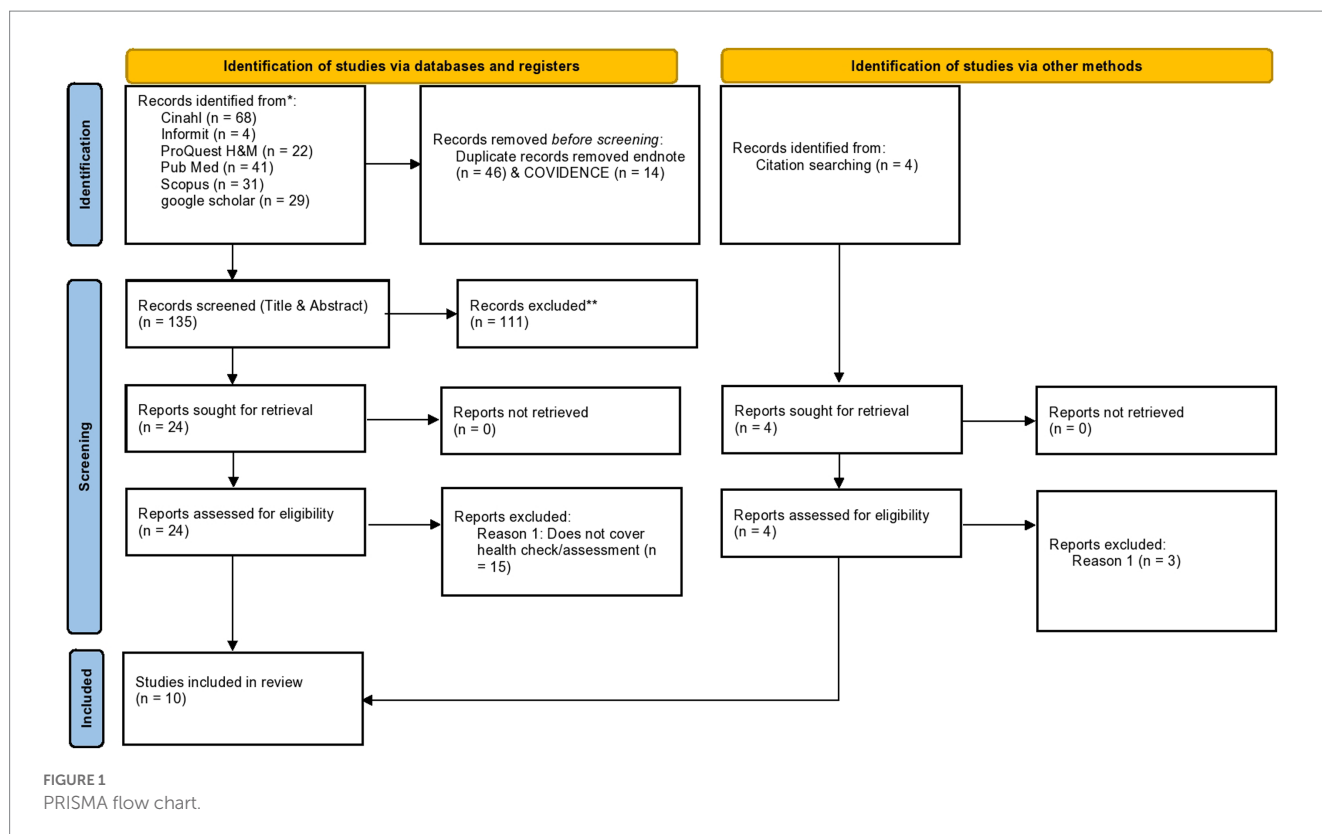 Identification of studies via databases and registers
Identification of studies via other methods
Identification
Records identified from*:
Cinahl (n = 68)
Informit (n = 4)
ProQuest H&M (n = 22)
Pub Med (n = 41)
Scopus (n = 31)
google scholar (n = 29)
Records removed before screening:
Duplicate records removed endnote
(n = 46) & COVIDENCE (n = 14)
Records identified from:
Citation searching (n = 4)
Screening
Records screened (Title & Abstract)
(n = 135)
Records excluded**
(n = 111)
Reports sought for retrieval
(n = 24)
Reports not retrieved
(n = 0)
Reports sought for retrieval
(n = 4)
Reports not retrieved
(n = 0)
Reports assessed for eligibility
(n = 24)
Reports excluded:
Reason 1: Does not cover
health check/assessment (n
= 15)
Reports assessed for eligibility
(n = 4)
Reports excluded:
Reason 1 (n = 3)
Included
Studies included in review
(n = 10)
FIGURE 1
PRISMA flow chart.